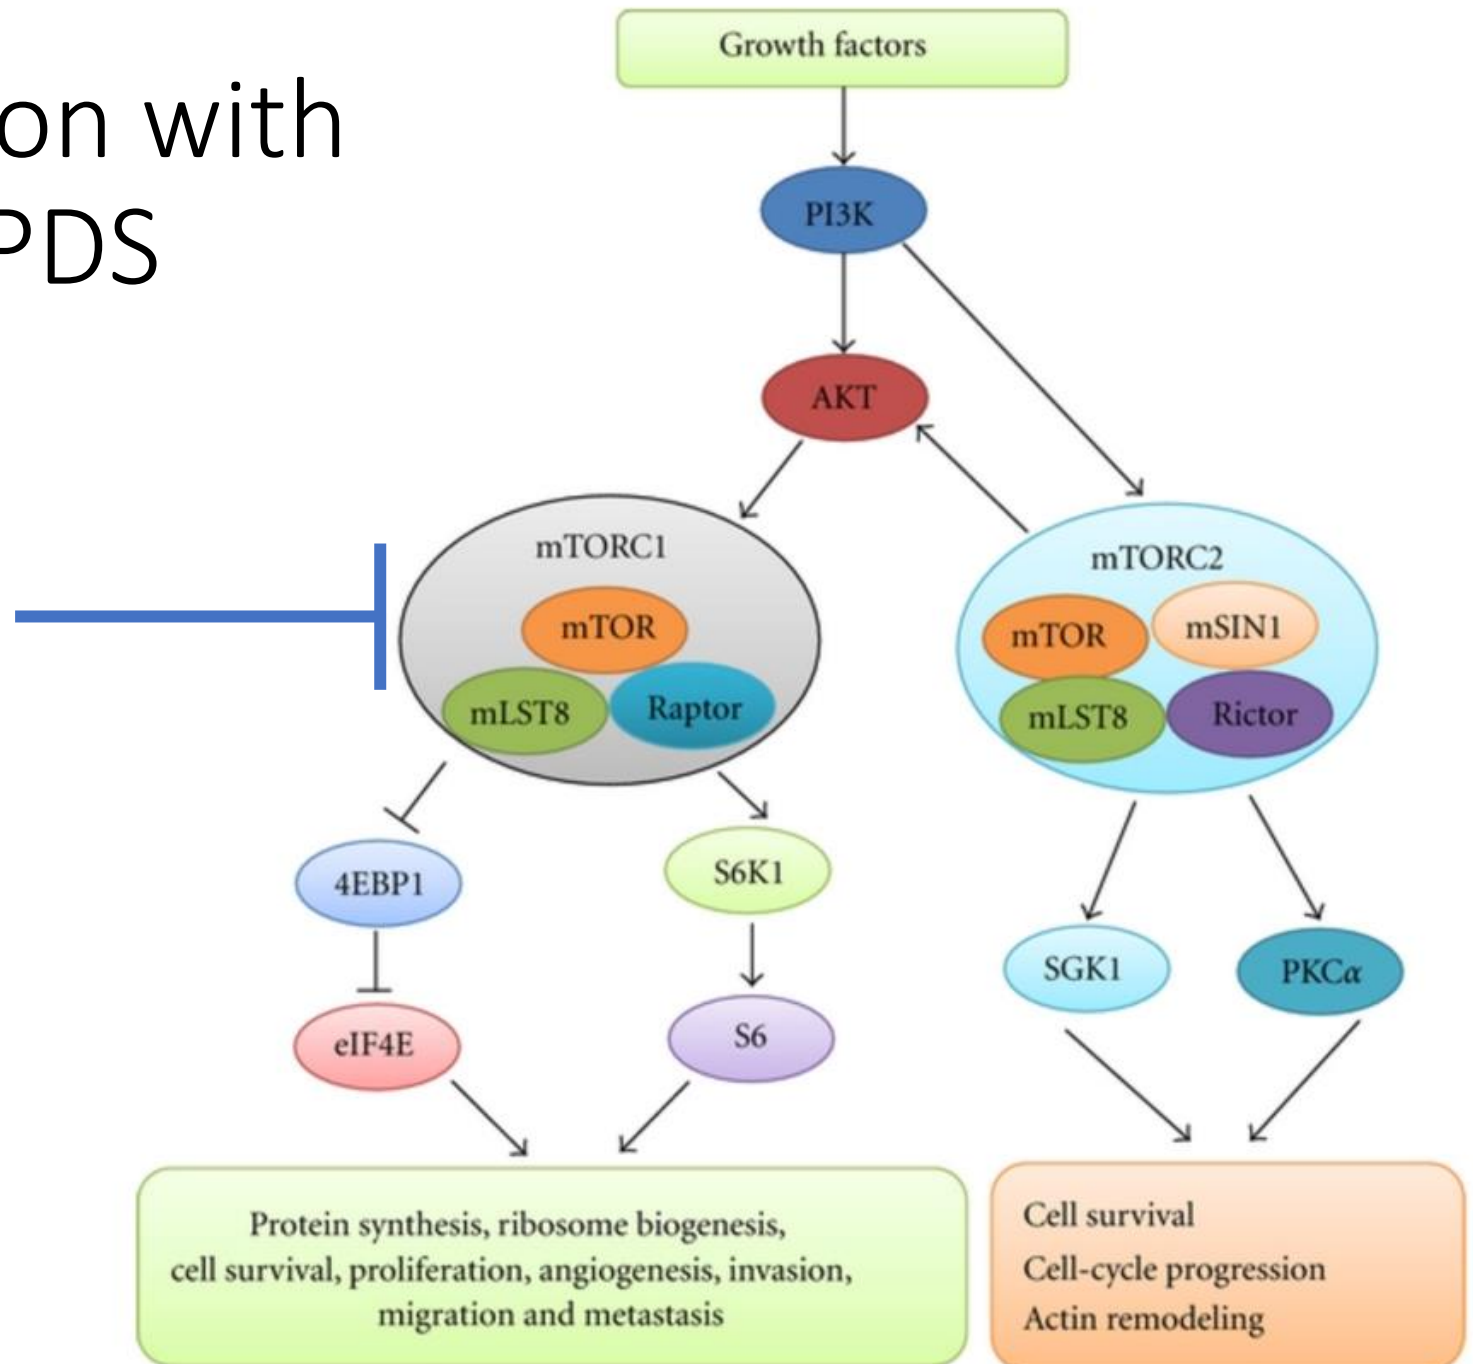 on with
PDS
Growth factors
PI3K
AKT
mTORC1
mTOR
mLST8
Raptor
mTORC2
mTOR
mSIN1
mLST8
Rictor
4EBP1
S6K1
eIF4E
S6
SGK1
PKCα
Protein synthesis, ribosome biogenesis,
cell survival, proliferation, angiogenesis, invasion,
migration and metastasis
Cell survival
Cell-cycle progression
Actin remodeling